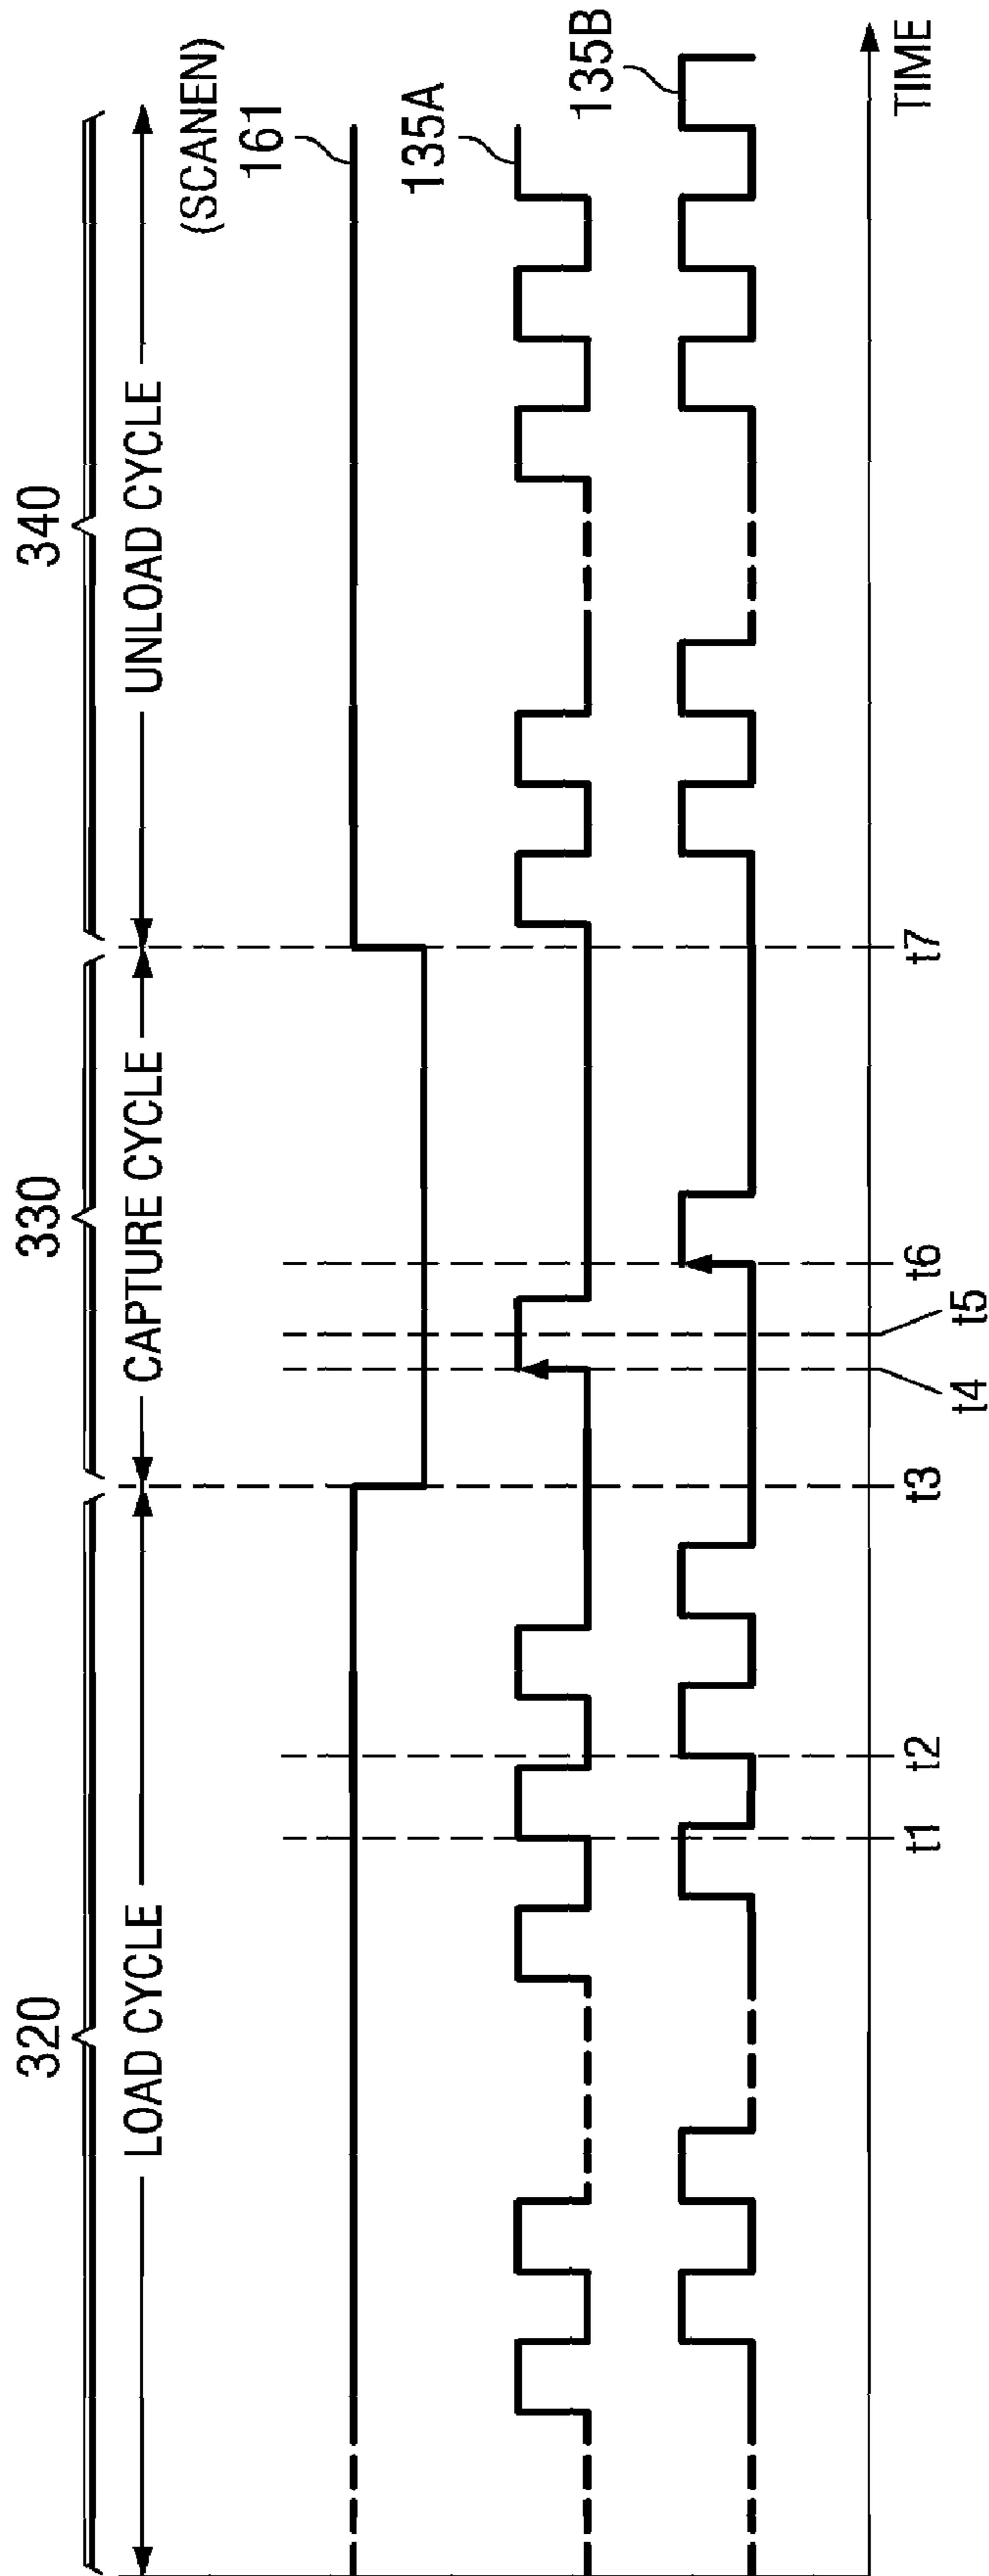 320
330
340
LOAD CYCLE
CAPTURE CYCLE
UNLOAD CYCLE
(SCANEN)
161
135A
135B
t1
t2
t3
t4
t5
t6
t7
TIME